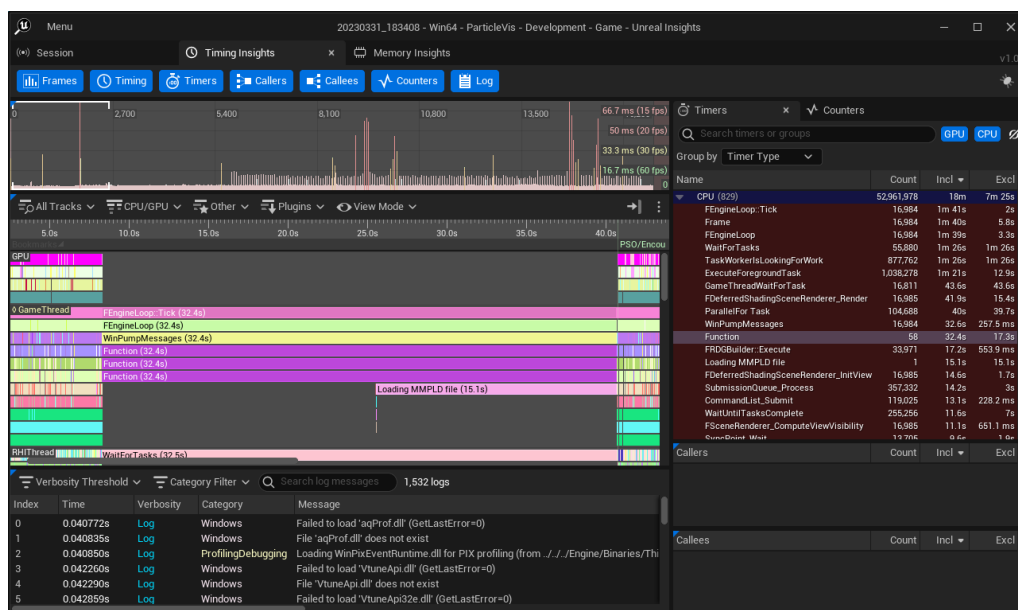 Menu
20230331_183408 - Win64 - ParticleVis - Development - Game - Unreal Insights
Session
Timing Insights
Memory Insights
v1.0
Frames
Timing
Timers
Callers
Callees
Counters
Log
0 2,700 5,400 8,100 10,800 13,500
66.7 ms (15 fps)
50 ms (20 fps)
33.3 ms (30 fps)
16.7 ms (60 fps)
0
All Tracks
CPU/GPU
Other
Plugins
View Mode
5.0s 10.0s 15.0s 20.0s 25.0s 30.0s 35.0s 40.0s
Bookmarks
PSO/Encou
GPU
GameThread
FEngineLoop::Tick (32.4s)
FEngineLoop (32.4s)
WinPumpMessages (32.4s)
Function (32.4s)
Function (32.4s)
Function (32.4s)
Loading MMPLD file (15.1s)
RHIThread
WaitForTasks (32.5s)
Verbosity Threshold
Category Filter
Search log messages
1,532 logs
Index Time Verbosity Category Message
0 0.040772s Log Windows Failed to load 'aqProf.dll' (GetLastError=0)
1 0.040835s Log Windows File 'aqProf.dll' does not exist
2 0.040850s Log ProfilingDebugging Loading WinPixEventRuntime.dll for PIX profiling (from ../../../Engine/Binaries/Thi
3 0.042260s Log Windows Failed to load 'VtuneApi.dll' (GetLastError=0)
4 0.042290s Log Windows File 'VtuneApi.dll' does not exist
5 0.042859s Log Windows Failed to load 'VtuneApi32e.dll' (GetLastError=0)
Timers
Counters
Search timers or groups
GPU
CPU
Group by
Timer Type
Name Count Incl Excl
CPU (829) 52,961,978 18m 7m 25s
FEngineLoop::Tick 16,984 1m 41s 2s
Frame 16,984 1m 40s 5.8s
FEngineLoop 16,984 1m 39s 3.3s
WaitForTasks 55,880 1m 26s 1m 26s
TaskWorkerIsLookingForWork 877,762 1m 26s 1m 26s
ExecuteForegroundTask 1,038,278 1m 21s 12.9s
GameThreadWaitForTask 16,811 43.6s 43.6s
FDeferredShadingSceneRenderer_Render 16,985 41.9s 15.4s
ParallelFor Task 104,688 40s 39.7s
WinPumpMessages 16,984 32.6s 257.5 ms
Function 58 32.4s 17.3s
FRDGBuilder::Execute 33,971 17.2s 553.9 ms
Loading MMPLD file 1 15.1s 15.1s
FDeferredShadingSceneRenderer_InitView 16,985 14.6s 1.7s
SubmissionQueue_Process 357,332 14.2s 3s
CommandList_Submit 119,025 13.1s 228.2 ms
WaitUntilTasksComplete 255,256 11.6s 7s
FSceneRenderer_ComputeViewVisibility 16,985 11.1s 651.1 ms
SyncPoint_Wait 13,705 9.6s 1.9s
Callers Count Incl Excl
Callees Count Incl Excl